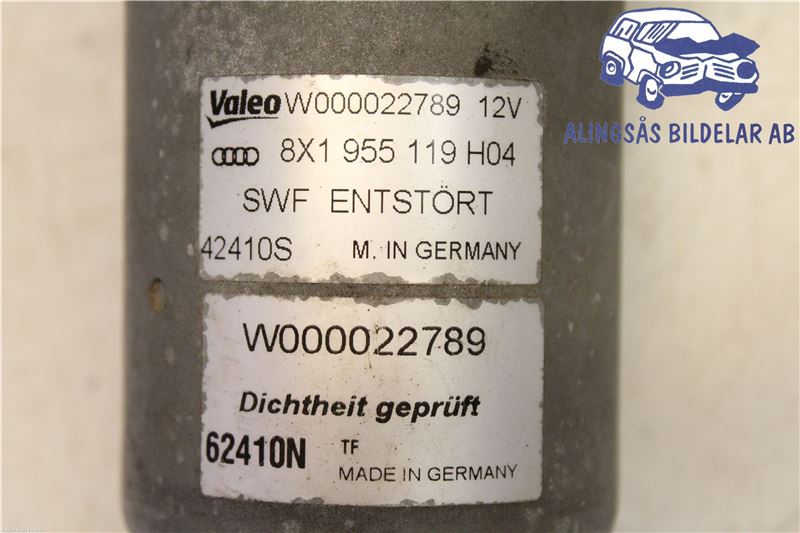 Valeo W000022789 12V
8X1 955 119 H04
SWF ENTSTÖRT
42410S M. IN GERMANY
W000022789
Dichtheit geprüft
62410N TF
MADE IN GERMANY
ALINGSÅS BILDELAR AB